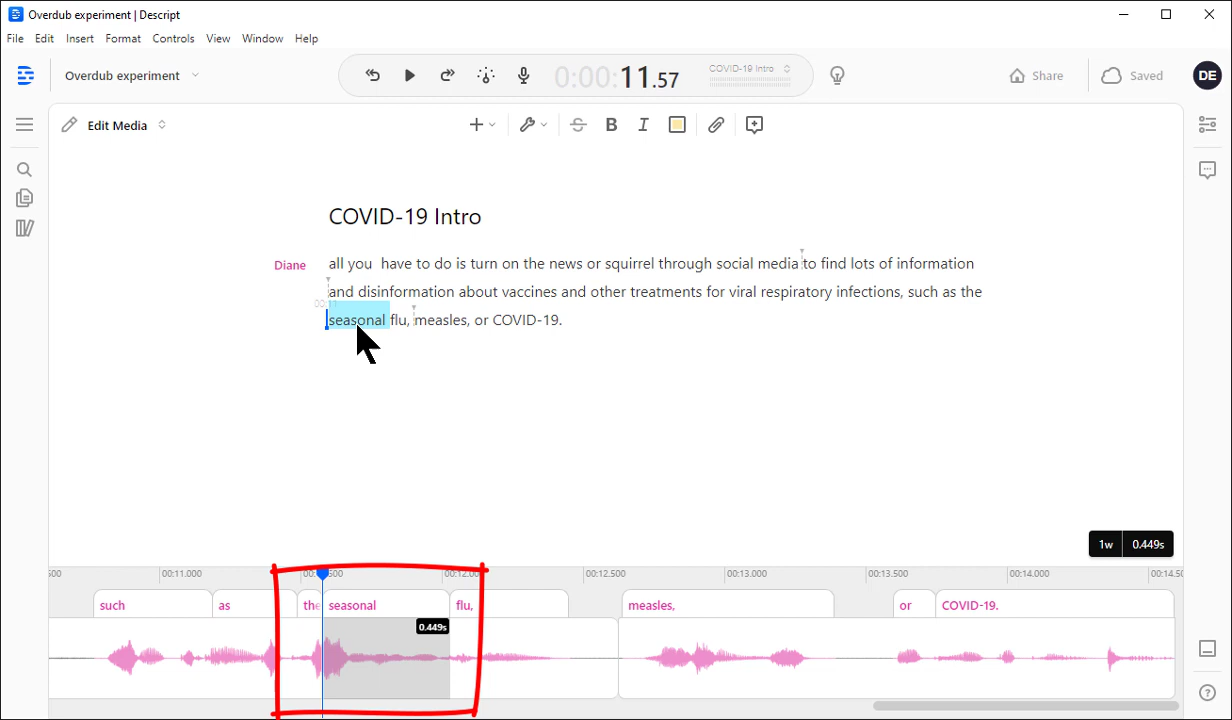 Overdub experiment | Descript
File Edit Insert Format Controls View Window Help
Overdub experiment
0:00:11.57
COVID-19 Intro
Share
Saved
DE
Edit Media
B I
COVID-19 Intro
Diane
all you  have to do is turn on the news or squirrel through social media to find lots of information
and disinformation about vaccines and other treatments for viral respiratory infections, such as the
seasonal flu, measles, or COVID-19.
1w 0.449s
00:11.000 00:12.500 00:13.000 00:13.500 00:14.000
such as the seasonal flu, measles, or COVID-19.
0.449s